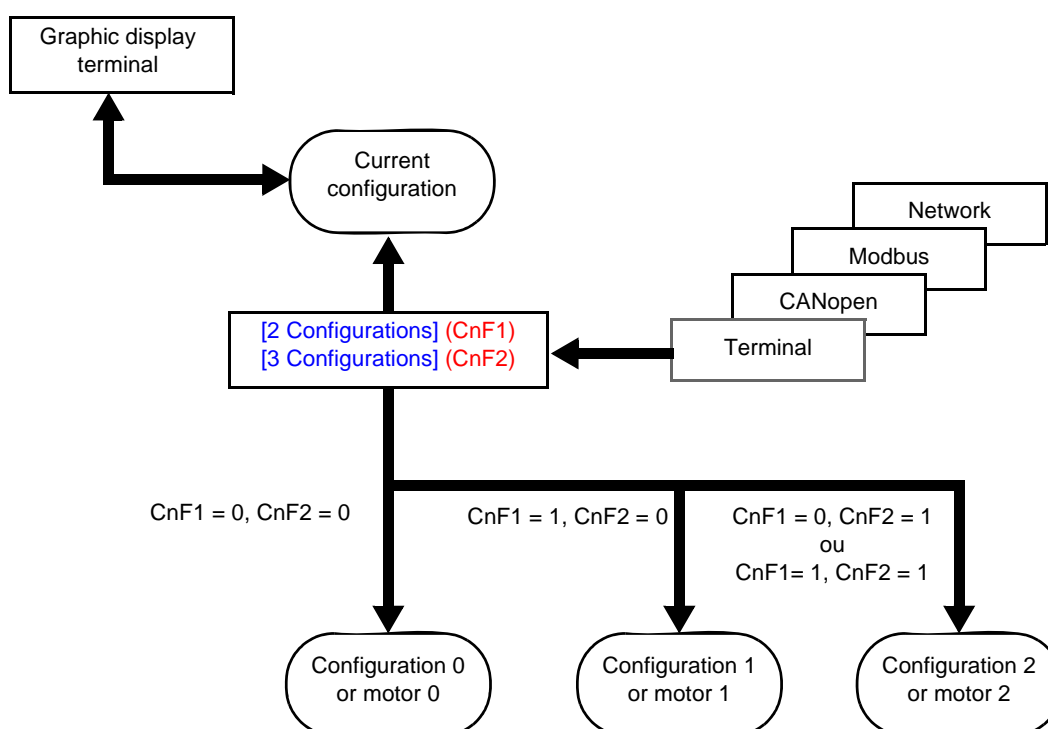 Graphic display
terminal
Current
configuration
Network
Modbus
CANopen
Terminal
[2 Configurations] (CnF1)
[3 Configurations] (CnF2)
CnF1 = 0, CnF2 = 0
CnF1 = 1, CnF2 = 0
CnF1 = 0, CnF2 = 1
ou
CnF1= 1, CnF2 = 1
Configuration 0
or motor 0
Configuration 1
or motor 1
Configuration 2
or motor 2